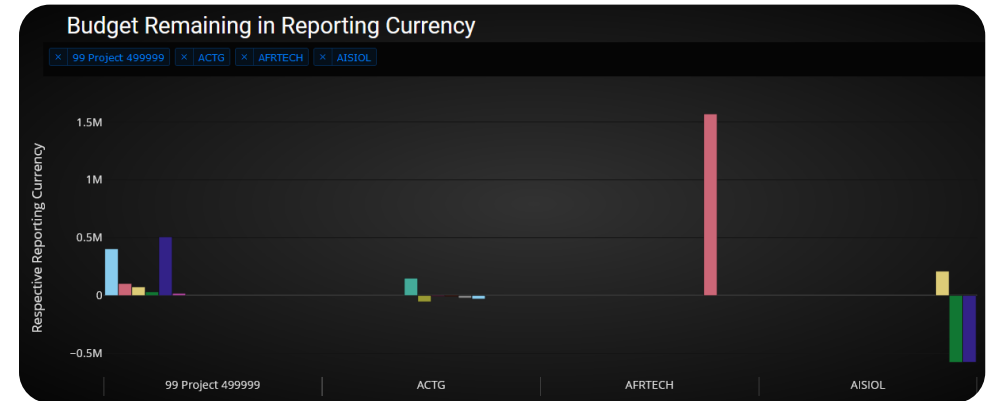 Budget Remaining in Reporting Currency
× 99 Project 499999 × ACTG × AFRTECH × AISIOL
Respective Reporting Currency
1.5M
1M
0.5M
0
−0.5M
99 Project 499999 ACTG AFRTECH AISIOL